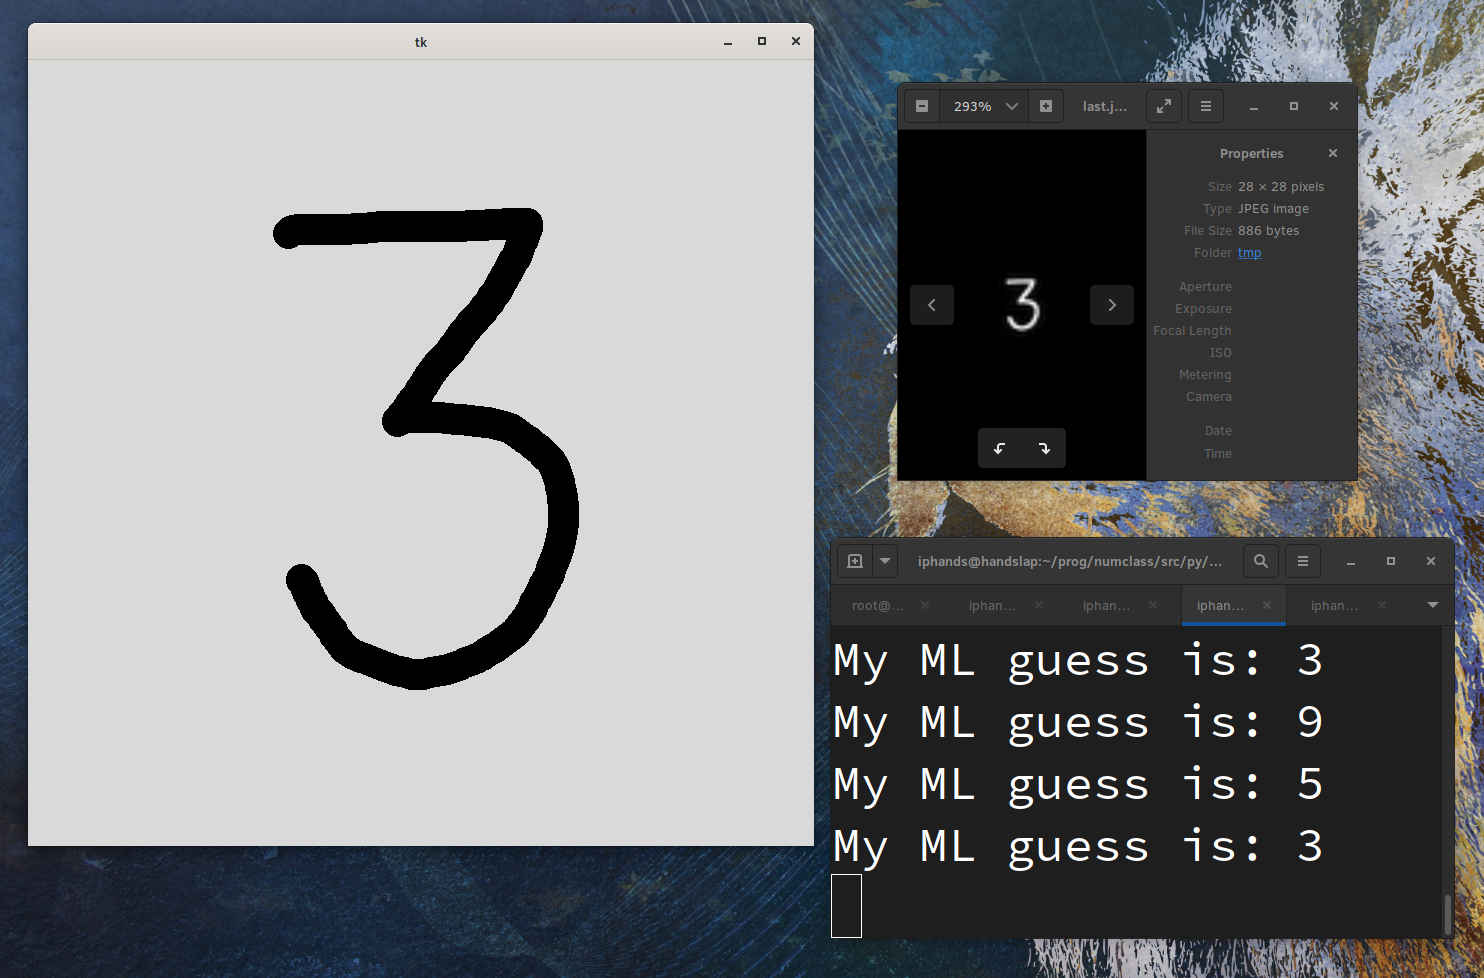 tk
3
293%
last.j...
3
Properties
Size 28 × 28 pixels
Type JPEG image
File Size 886 bytes
Folder tmp
Aperture
Exposure
Focal Length
ISO
Metering
Camera
Date
Time
iphands@handslap:~/prog/numclass/src/py/...
root@... iphan... iphan... iphan... iphan...
My ML guess is: 3
My ML guess is: 9
My ML guess is: 5
My ML guess is: 3